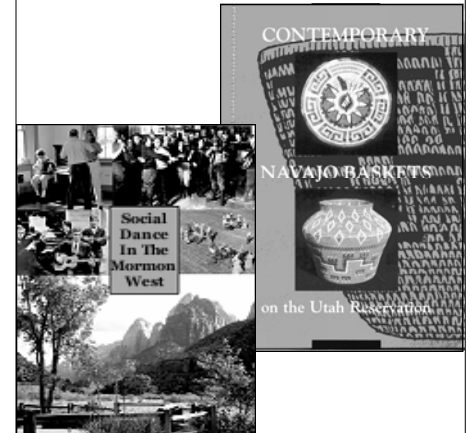 CONTEMPORARY
NAVAJO BASKETS
on the Utah Reservation
Social
Dance
In The
Mormon
West